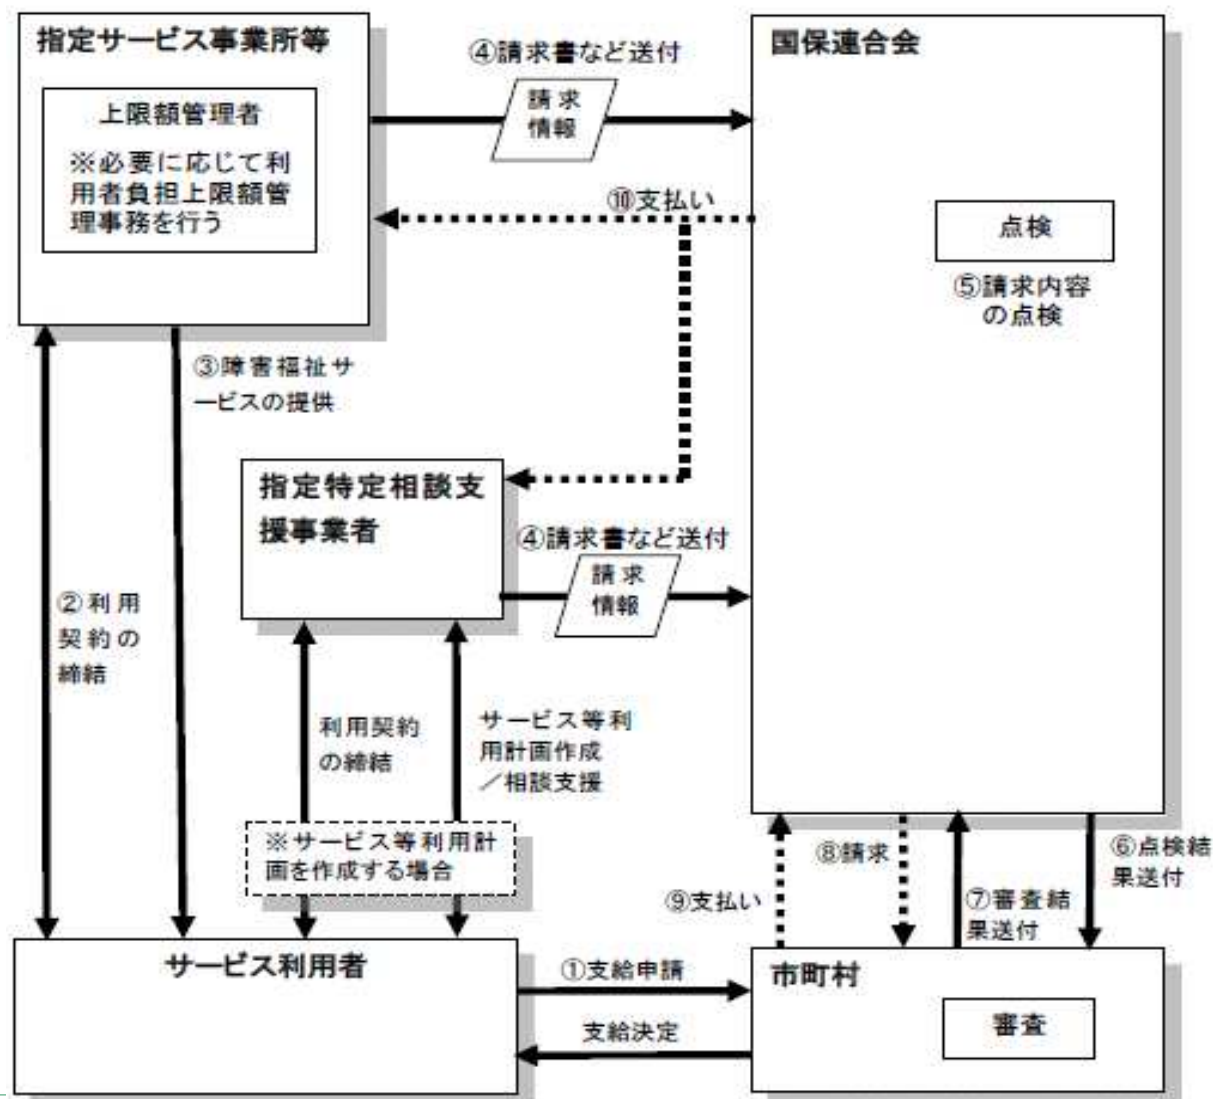 指定サービス事業所等
上限額管理者
※必要に応じて利
用者負担上限額管
理事務を行う
④請求書など送付
請求
情報
国保連合会
⑩支払い
点検
⑤請求内容
の点検
③障害福祉サ
ービスの提供
指定特定相談支
援事業者
④請求書など送付
請求
情報
②利用
契約の
締結
利用契約
の締結
サービス等利
用計画作成
／相談支援
※サービス等利用計
画を作成する場合
⑨支払い
⑧請求
⑦審査結
果送付
⑥点検結
果送付
サービス利用者
①支給申請
支給決定
市町村
審査